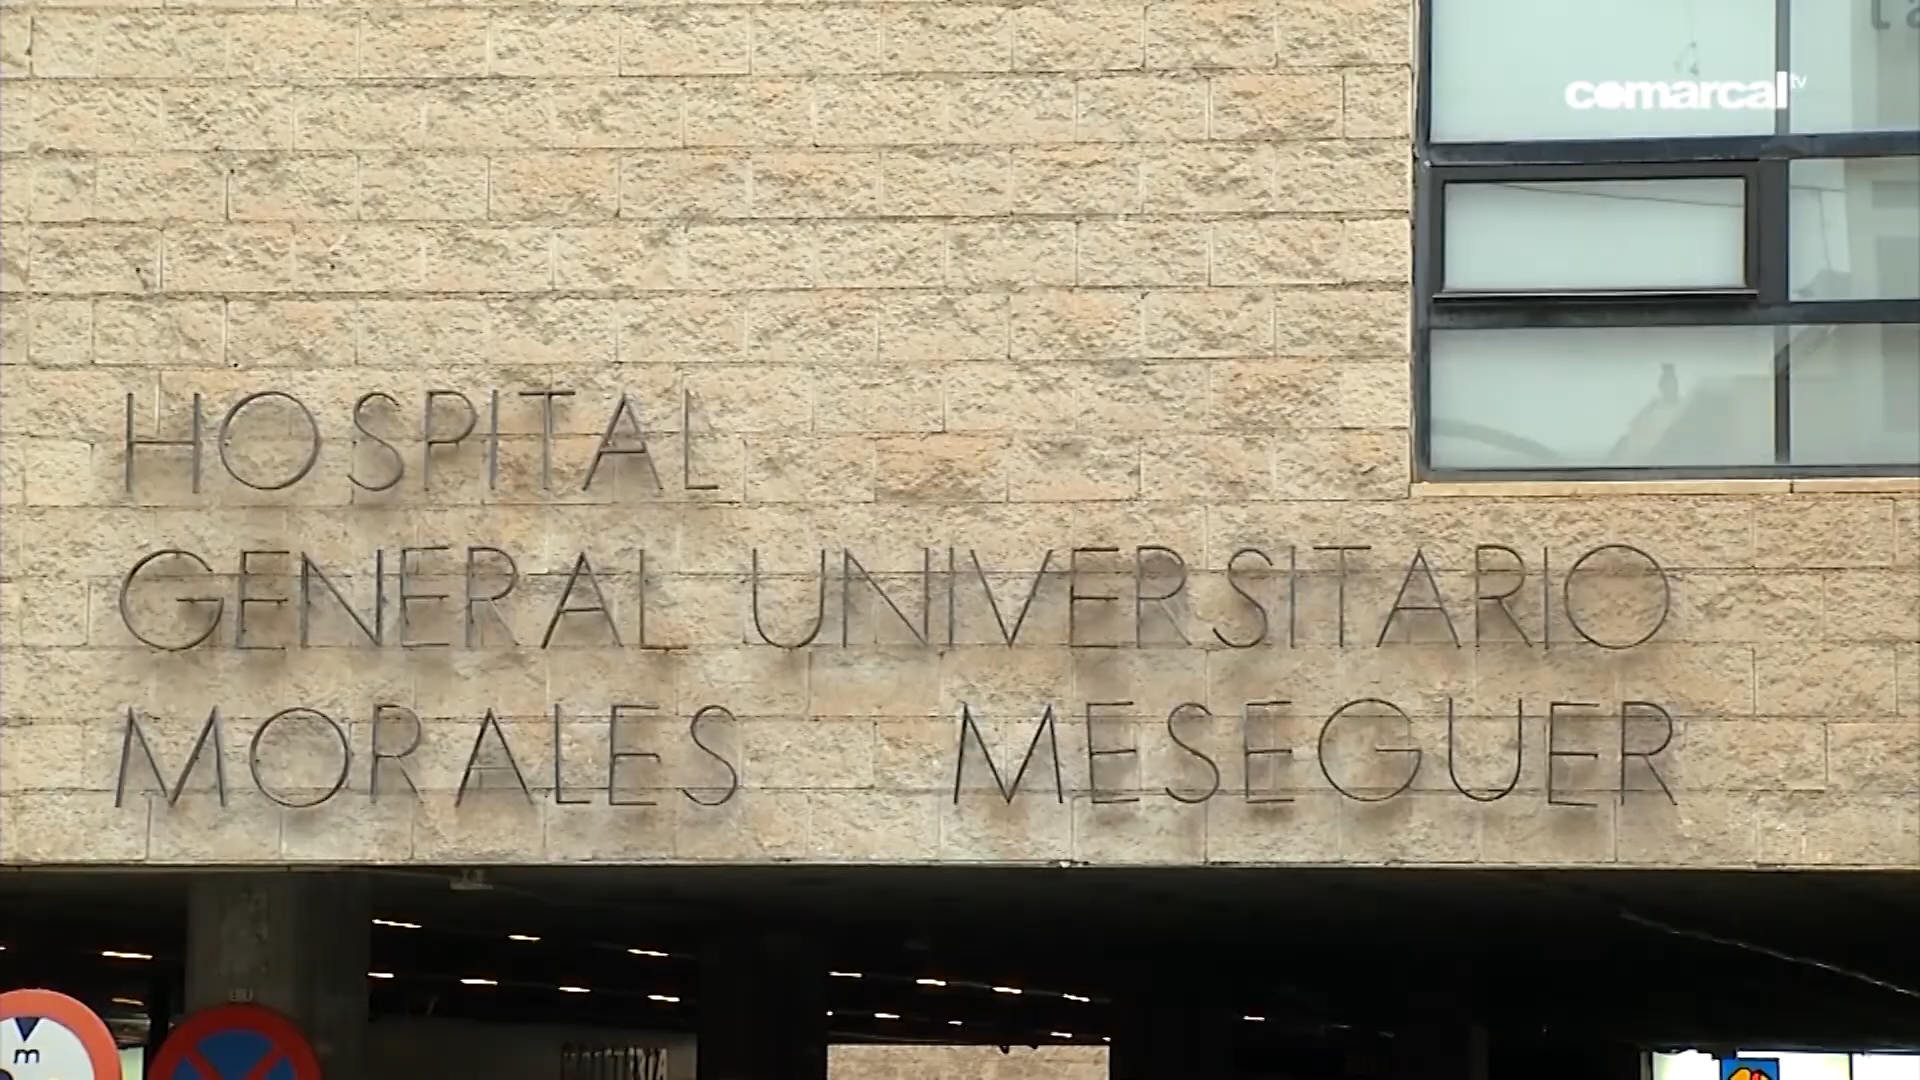 comarcal tv
HOSPITAL
GENERAL UNIVERSITARIO
MORALES MESEGUER
m